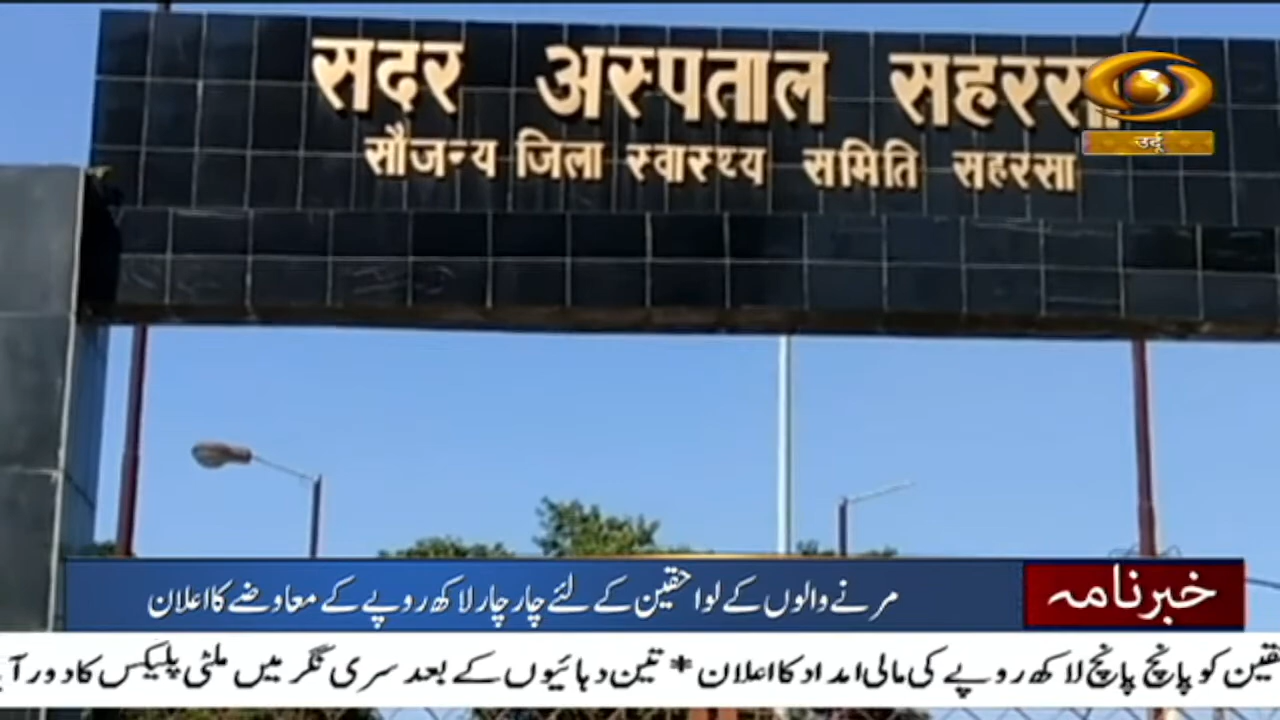 सदर अस्पताल सहरसा
सौजन्य जिला स्वास्थ्य समिति सहरसा
उर्दू
مرنے والوں کے لواحقین کے لئے چار چار لاکھ روپے کے معاوضے کا اعلان
خبرنامہ
کو پانچ پانچ لاکھ روپے کی مالی امداد کا اعلان * تین دہائیوں کے بعد سری نگر میں ملٹی پلیکس کا دور